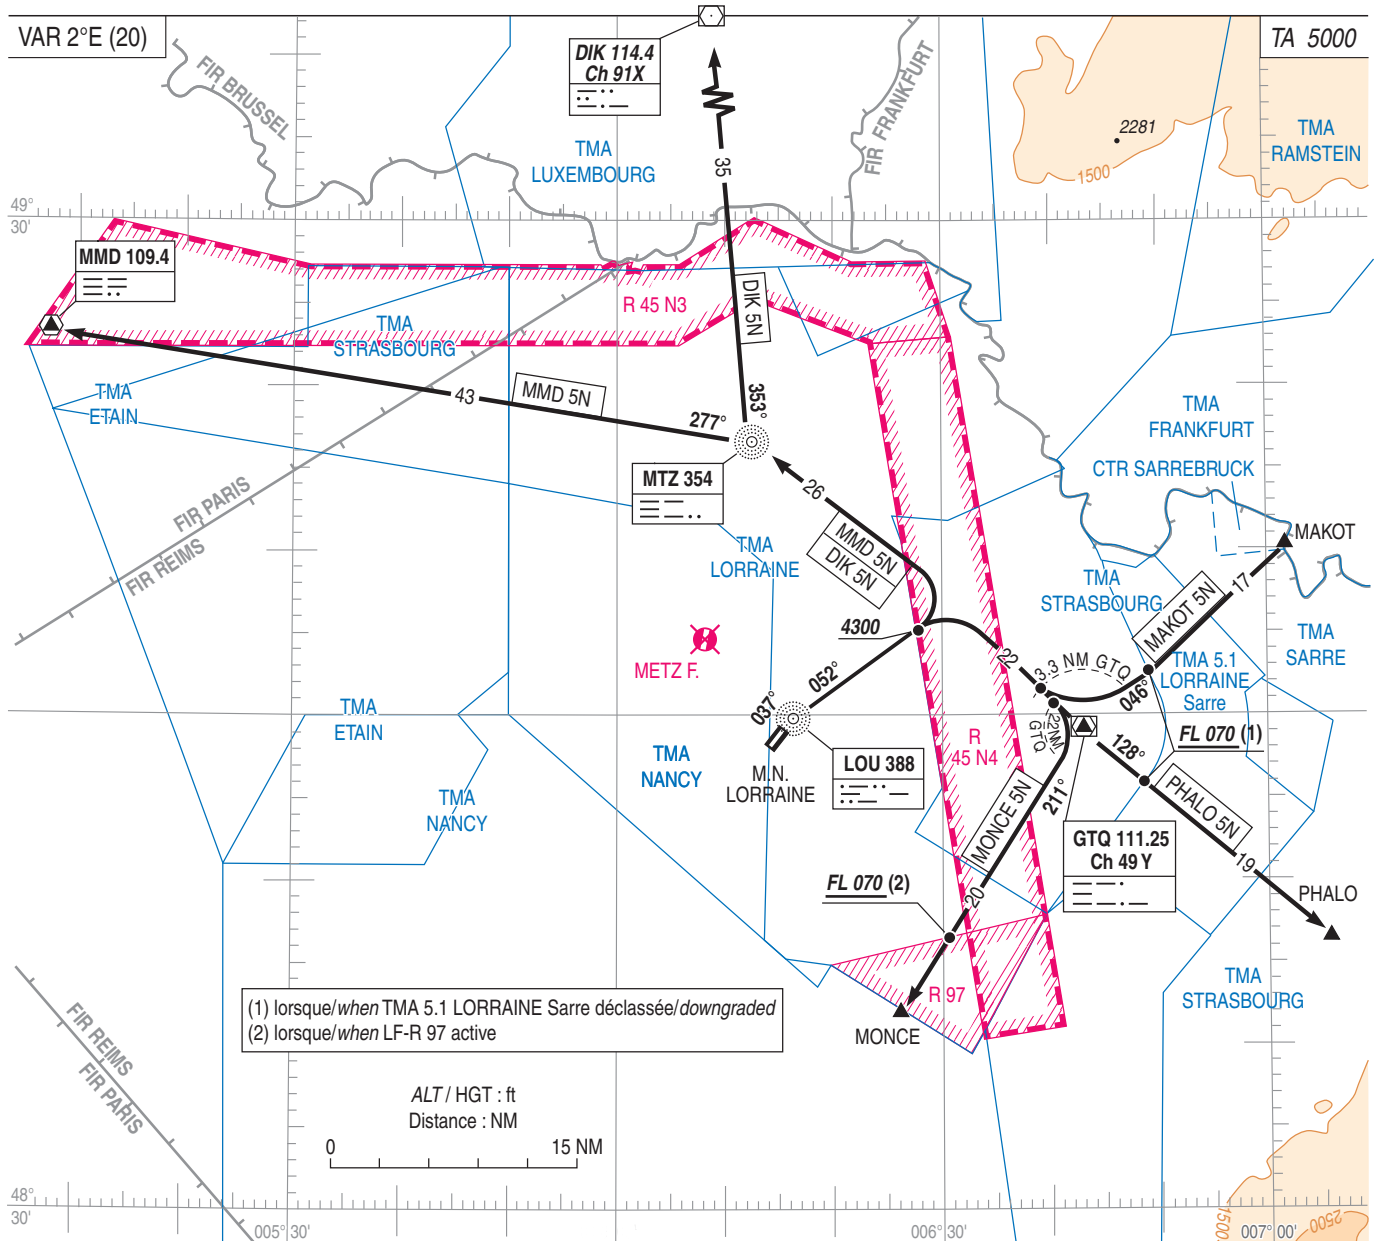 VAR 2°E (20)
TA 5000
DIK 114.4
Ch 91X
FIR BRUSSEL
FIR FRANKFURT
TMA
LUXEMBOURG
2281
1500
TMA
RAMSTEIN
35
49°
30'
MMD 109.4
R 45 N3
DIK 5N
TMA
STRASBOURG
TMA
ETAIN
43
MMD 5N
277°
353°
TMA
FRANKFURT
CTR SARREBRUCK
MTZ 354
26
FIR PARIS
FIR REIMS
MMD 5N
DIK 5N
TMA
LORRAINE
MAKOT
17
TMA
STRASBOURG
MAKOT 5N
4300
TMA
SARRE
METZ F.
052°
22
3.3 NM GTQ
046°
TMA 5.1
LORRAINE
Sarre
037°
TMA
ETAIN
22NM
GTQ
FL 070 (1)
R
45 N4
128°
TMA
NANCY
M.N.
LORRAINE
LOU 388
211°
MONCE 5N
PHALO 5N
TMA
NANCY
GTQ 111.25
Ch 49 Y
19
FL 070 (2)
20
PHALO
TMA
STRASBOURG
R 97
MONCE
(1) lorsque/when TMA 5.1 LORRAINE Sarre déclassée/downgraded
(2) lorsque/when LF-R 97 active
FIR REIMS
FIR PARIS
ALT / HGT : ft
Distance : NM
0
15 NM
48°
30'
005°30'
006°30'
007°00'
1500
2500